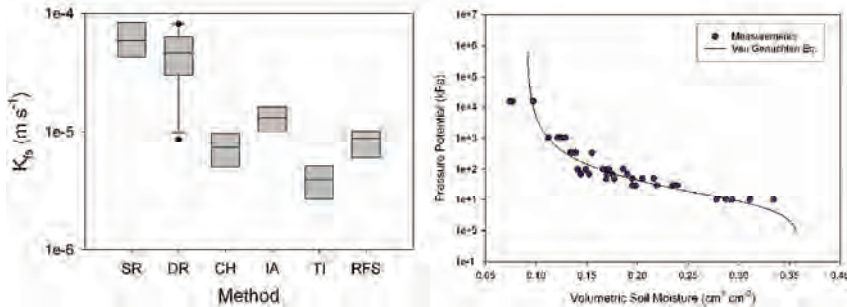 1e-4
1e-5
1e-6
K_fs (m s⁻¹)
SR DR CH IA TI RFS
Method
1e+7
1e+6
1e+5
1e+4
1e+3
1e+2
1e+1
1e-1
Pressure Potential (kPa)
Measurements
Van Genuchten Eq.
0.05 0.10 0.15 0.20 0.25 0.30 0.35 0.40
Volumetric Soil Moisture (cm³ cm⁻³)